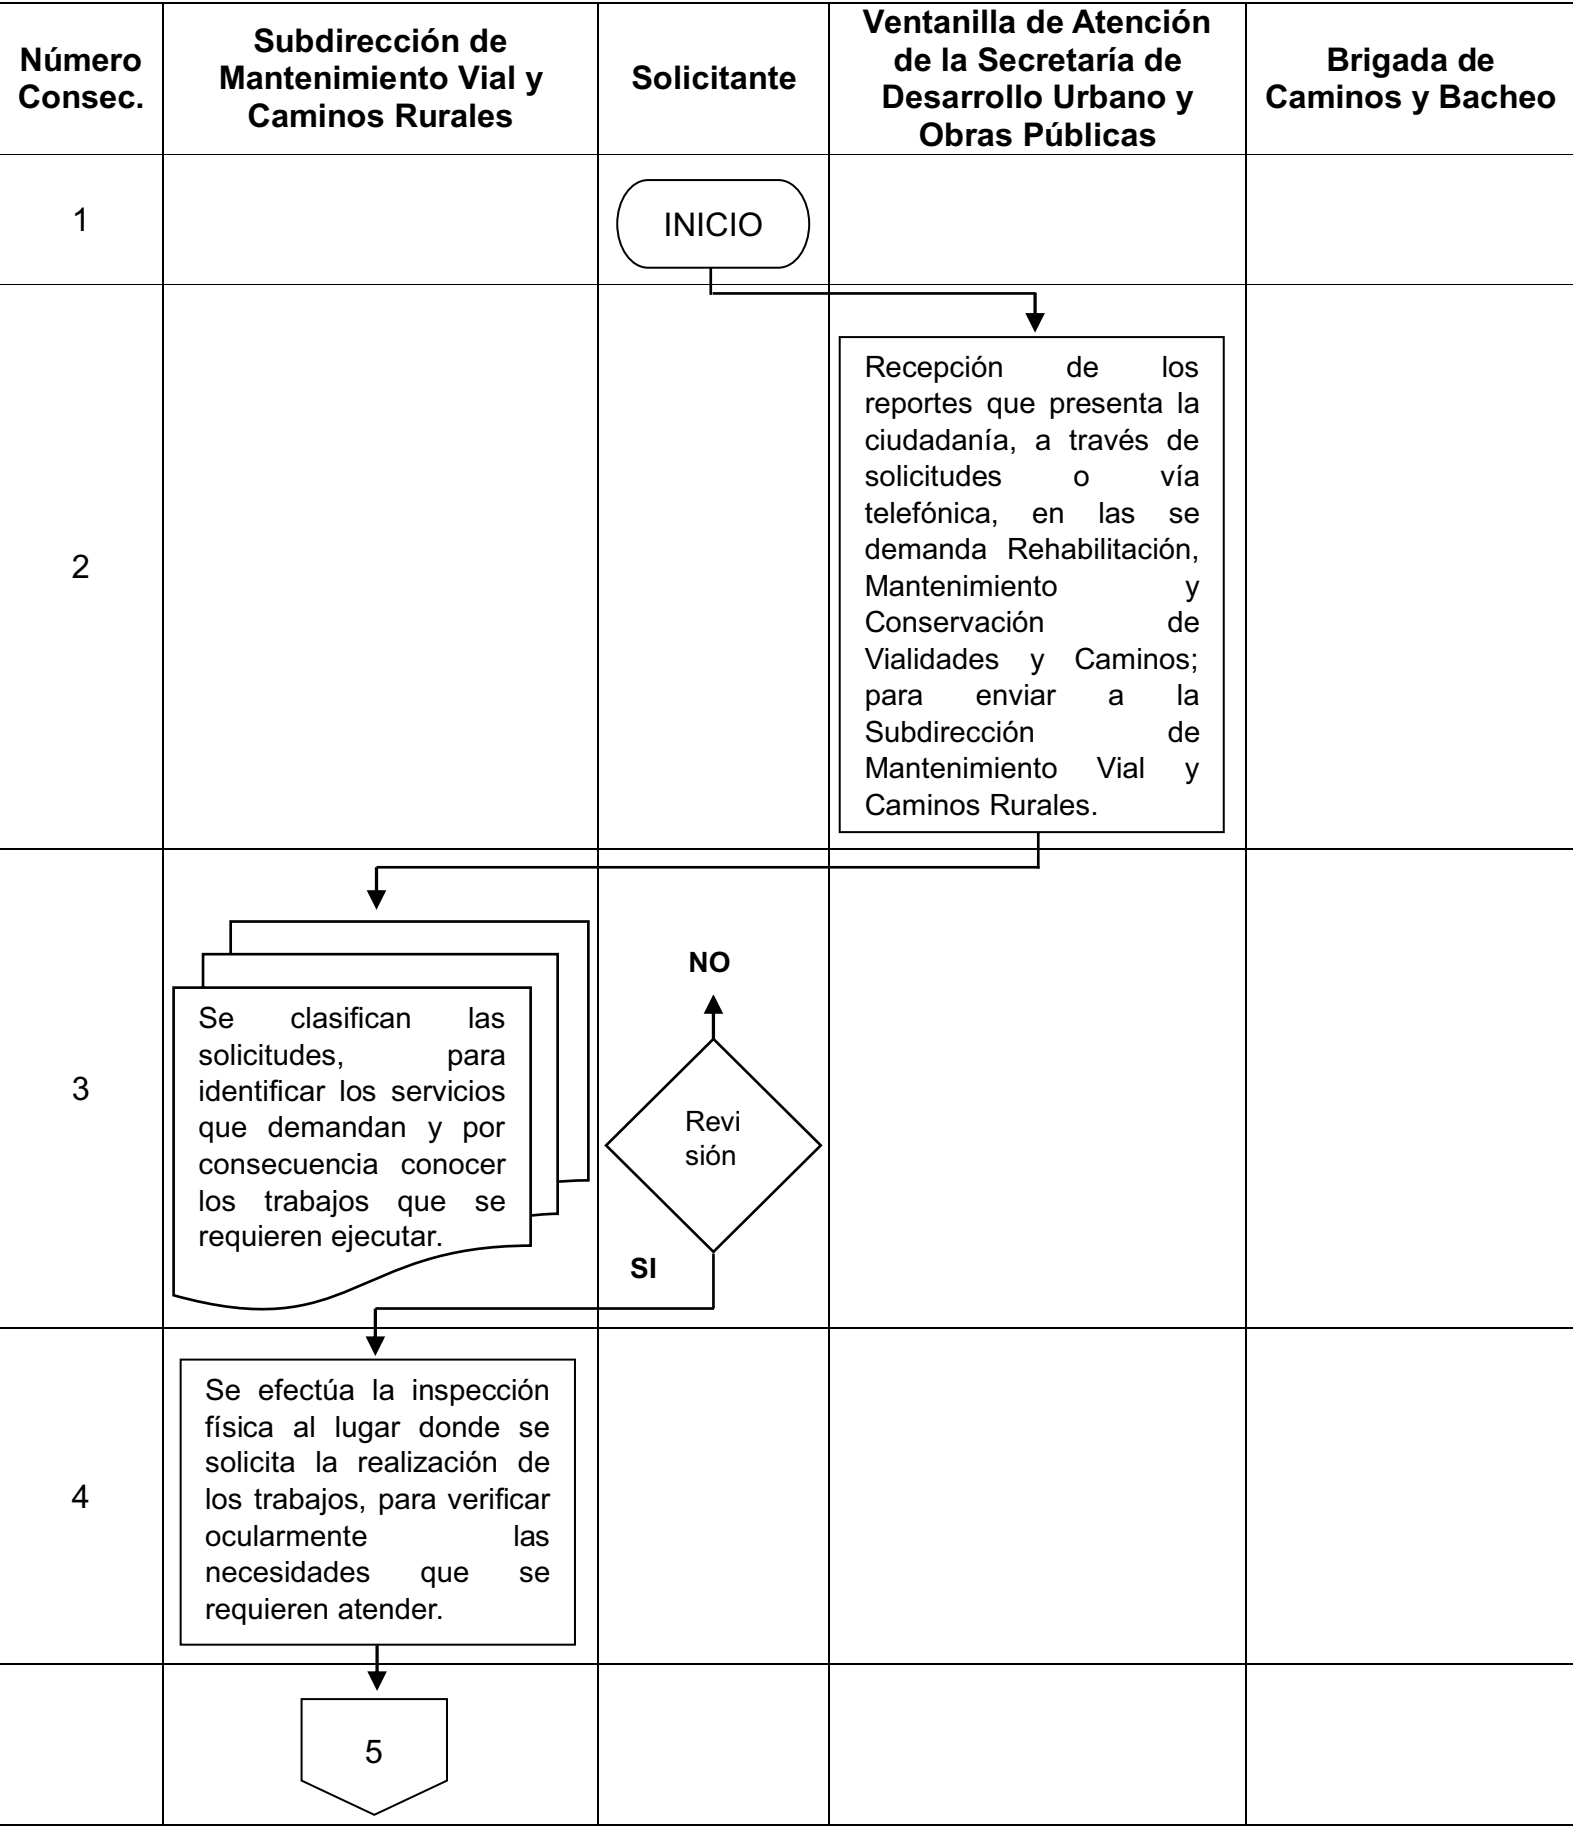 Número
Consec.
Subdirección de
Mantenimiento Vial y
Caminos Rurales
Solicitante
Ventanilla de Atención
de la Secretaría de
Desarrollo Urbano y
Obras Públicas
Brigada de
Caminos y Bacheo
1
INICIO
2
Recepción de los
reportes que presenta la
ciudadanía, a través de
solicitudes o vía
telefónica, en las se
demanda Rehabilitación,
Mantenimiento y
Conservación de
Vialidades y Caminos;
para enviar a la
Subdirección de
Mantenimiento Vial y
Caminos Rurales.
3
Se clasifican las
solicitudes, para
identificar los servicios
que demandan y por
consecuencia conocer
los trabajos que se
requieren ejecutar.
NO
Revi
sión
SI
4
Se efectúa la inspección
física al lugar donde se
solicita la realización de
los trabajos, para verificar
ocularmente las
necesidades que se
requieren atender.
5